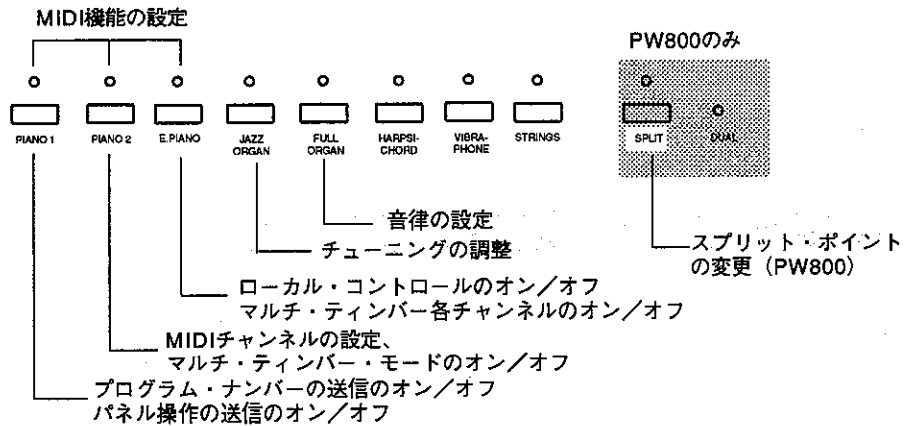 MIDI機能の設定
PW800のみ
PIANO 1
PIANO 2
E.PIANO
JAZZ
ORGAN
FULL
ORGAN
HARPSI-
CHORD
VIBRA-
PHONE
STRINGS
SPLIT
DUAL
音律の設定
チューニングの調整
スプリット・ポイント
の変更（PW800）
ローカル・コントロールのオン／オフ
マルチ・ティンバー各チャンネルのオン／オフ
MIDIチャンネルの設定、
マルチ・ティンバー・モードのオン／オフ
プログラム・ナンバーの送信のオン／オフ
パネル操作の送信のオン／オフ